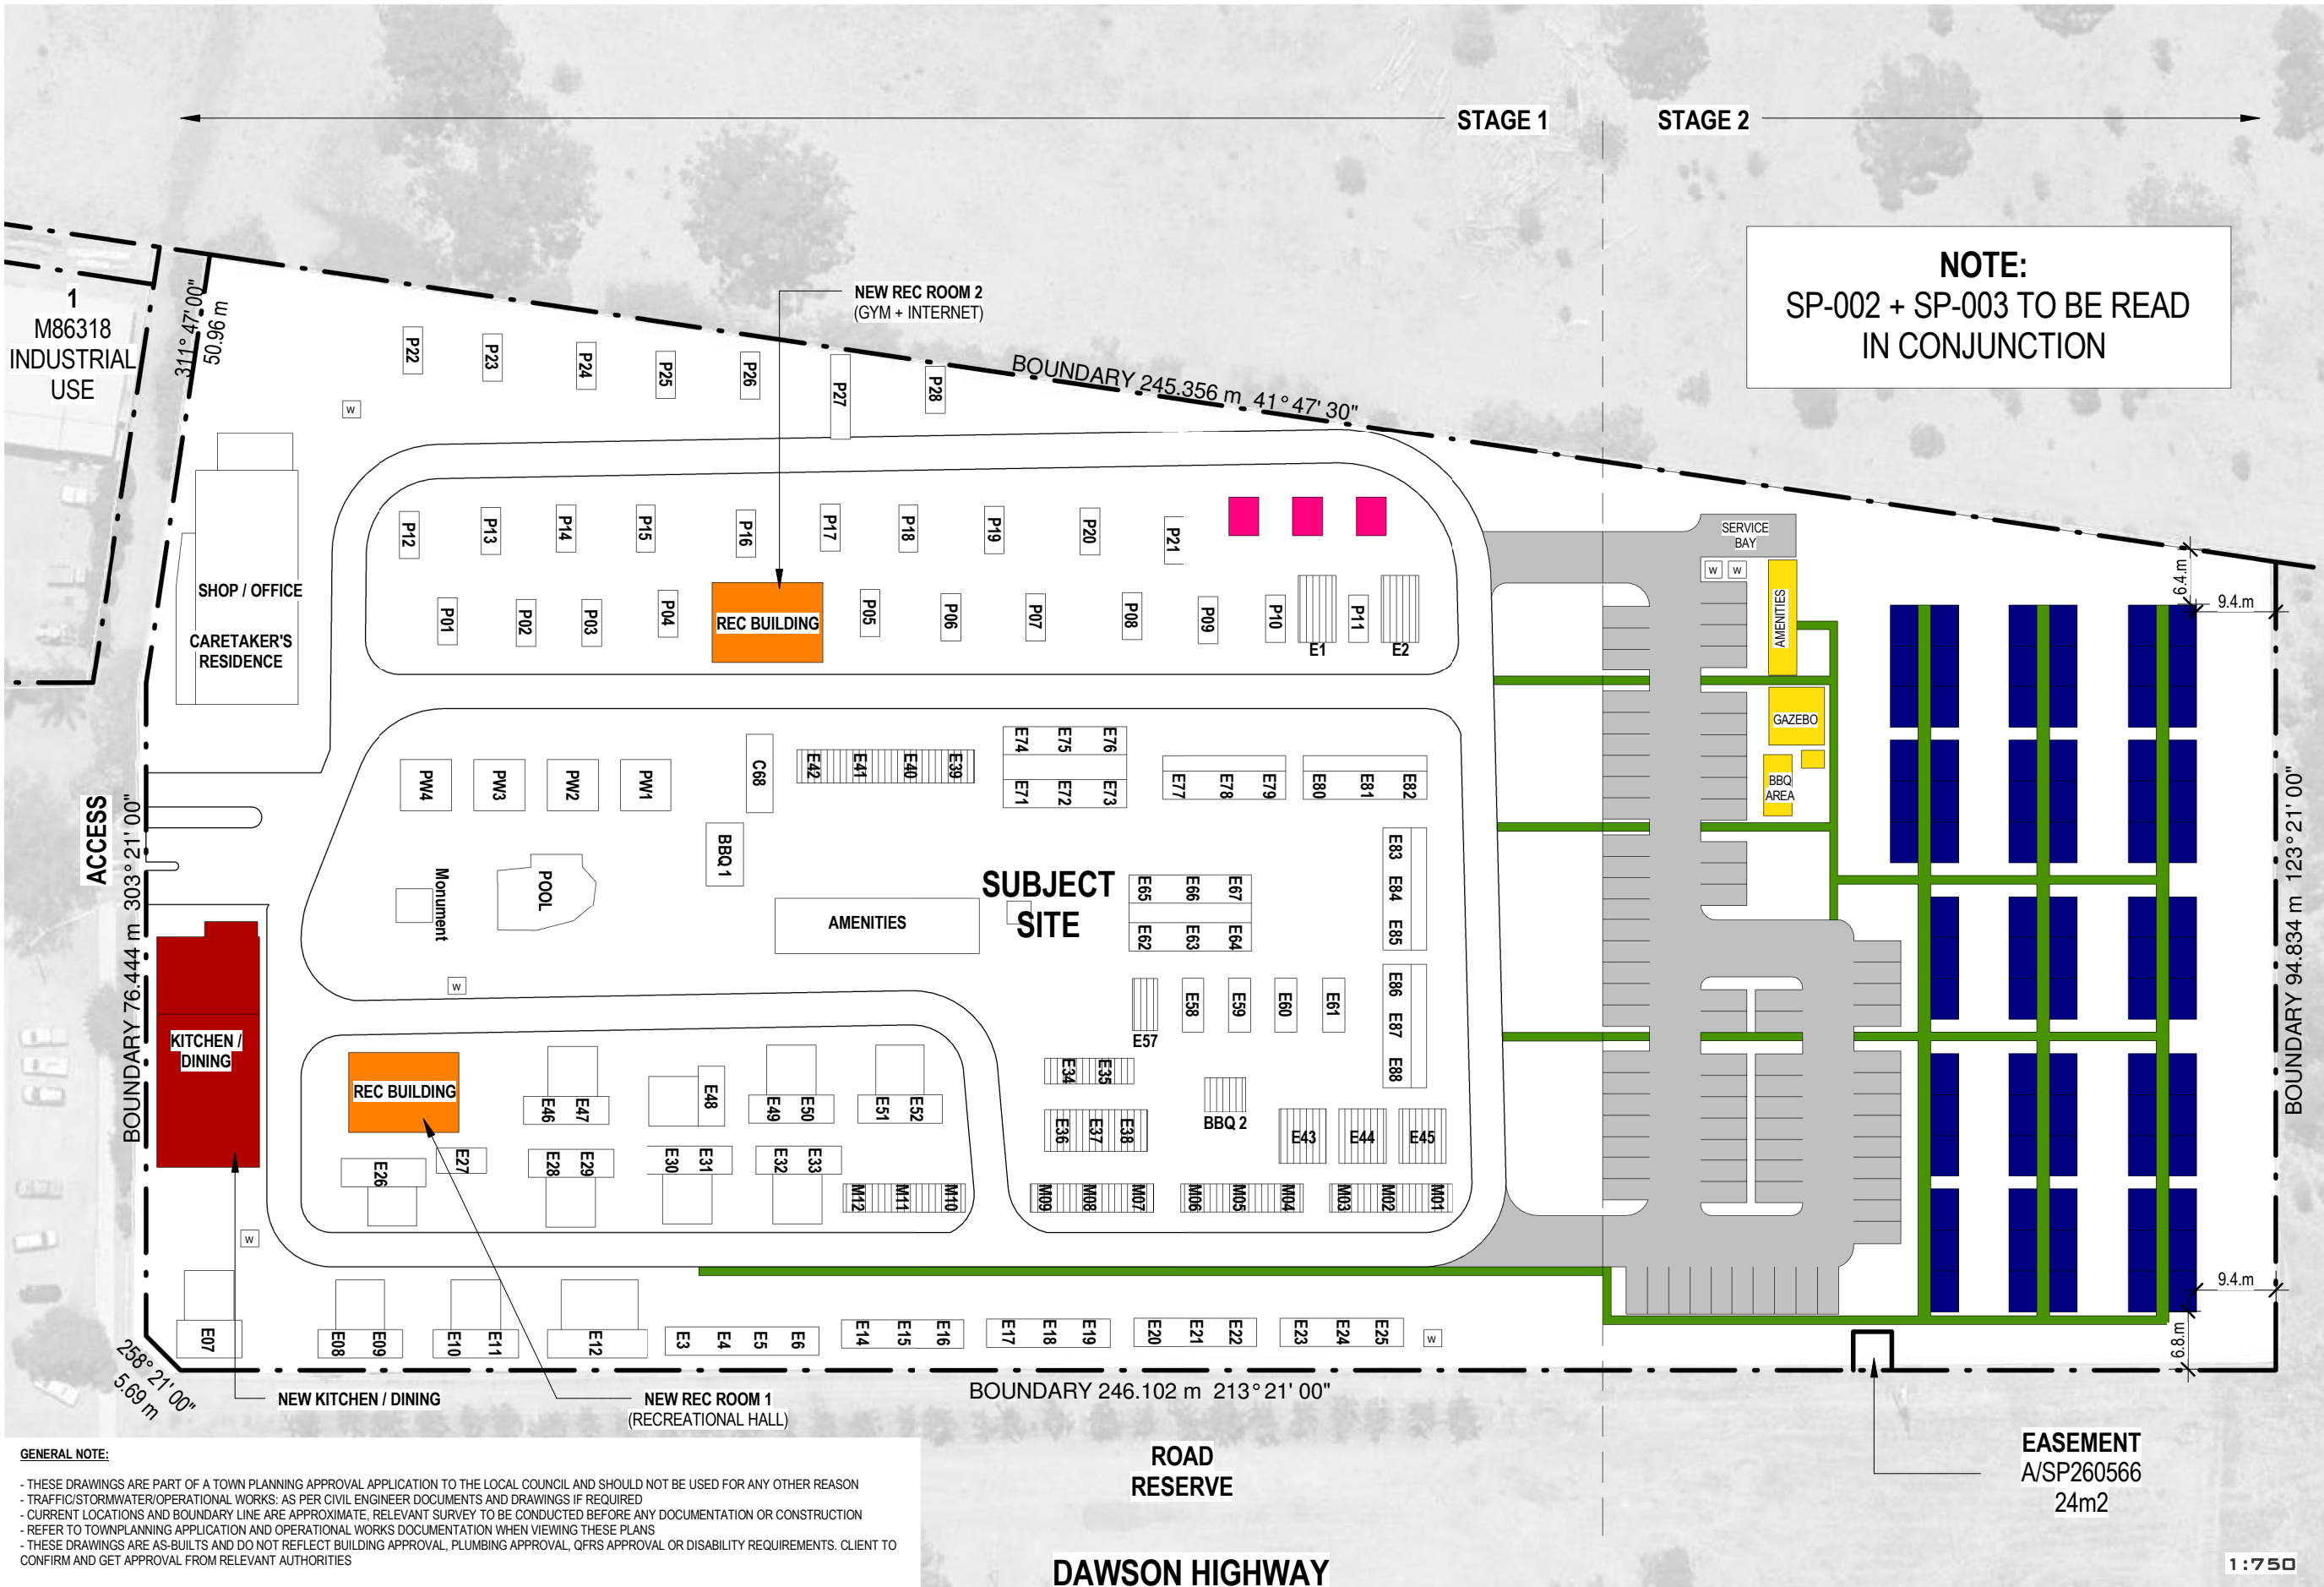 STAGE 1
STAGE 2
NOTE:
SP-002 + SP-003 TO BE READ
IN CONJUNCTION
1
M86318
INDUSTRIAL
USE
311° 47' 00"
50.96 m
NEW REC ROOM 2
(GYM + INTERNET)
BOUNDARY 245.356 m 41° 47' 30"
P22
P23
P24
P25
P26
P27
P28
W
P12
P13
P14
P15
P16
P17
P18
P19
P20
P21
SERVICE
BAY
W
W
AMENITIES
6.4.m
9.4.m
SHOP / OFFICE
CARETAKER'S
RESIDENCE
P01
P02
P03
P04
REC BUILDING
P05
P06
P07
P08
P09
P10
P11
E1
E2
GAZEBO
BBQ
AREA
ACCESS
BOUNDARY 76.444 m 303° 21' 00"
PW4
PW3
PW2
PW1
C68
E42
E41
E40
E39
E74
E75
E76
E71
E72
E73
E77
E78
E79
E80
E81
E82
BBQ 1
Monument
POOL
AMENITIES
SUBJECT
SITE
E65
E66
E67
E62
E63
E64
E83
E84
E85
E86
E87
E88
BOUNDARY 94.834 m 123° 21' 00"
W
E57
E58
E59
E60
E61
KITCHEN /
DINING
REC BUILDING
E46
E47
E48
E49
E50
E51
E52
E34
E35
E36
E37
E38
BBQ 2
E43
E44
E45
E26
E27
E28
E29
E30
E31
E32
E33
M12
M11
M10
M09
M08
M07
M06
M05
M04
M03
M02
M01
W
E07
E08
E09
E10
E11
E12
E3
E4
E5
E6
E14
E15
E16
E17
E18
E19
E20
E21
E22
E23
E24
E25
W
9.4.m
6.8.m
258° 21' 00"
5.69 m
NEW KITCHEN / DINING
NEW REC ROOM 1
(RECREATIONAL HALL)
BOUNDARY 246.102 m 213° 21' 00"
ROAD
RESERVE
EASEMENT
A/SP260566
24m2
GENERAL NOTE:
- THESE DRAWINGS ARE PART OF A TOWN PLANNING APPROVAL APPLICATION TO THE LOCAL COUNCIL AND SHOULD NOT BE USED FOR ANY OTHER REASON
- TRAFFIC/STORMWATER/OPERATIONAL WORKS: AS PER CIVIL ENGINEER DOCUMENTS AND DRAWINGS IF REQUIRED
- CURRENT LOCATIONS AND BOUNDARY LINE ARE APPROXIMATE, RELEVANT SURVEY TO BE CONDUCTED BEFORE ANY DOCUMENTATION OR CONSTRUCTION
- REFER TO TOWNPLANNING APPLICATION AND OPERATIONAL WORKS DOCUMENTATION WHEN VIEWING THESE PLANS
- THESE DRAWINGS ARE AS-BUILTS AND DO NOT REFLECT BUILDING APPROVAL, PLUMBING APPROVAL, QFRS APPROVAL OR DISABILITY REQUIREMENTS. CLIENT TO
CONFIRM AND GET APPROVAL FROM RELEVANT AUTHORITIES
DAWSON HIGHWAY
1:750